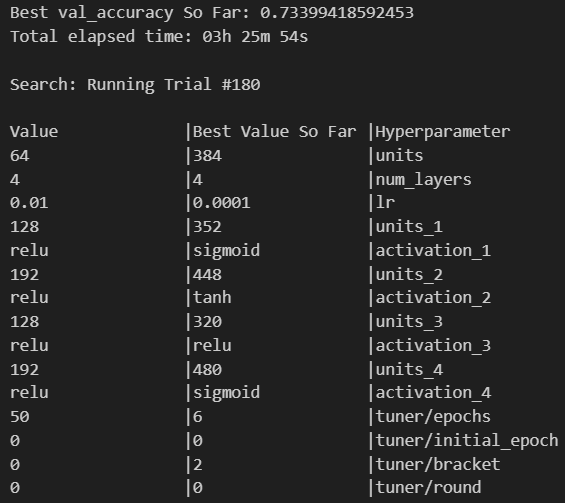 Best val_accuracy So Far: 0.73399418592453
Total elapsed time: 03h 25m 54s
Search: Running Trial #180
Value |Best Value So Far |Hyperparameter
64 |384 |units
4 |4 |num_layers
0.01 |0.0001 |lr
128 |352 |units_1
relu |sigmoid |activation_1
192 |448 |units_2
relu |tanh |activation_2
128 |320 |units_3
relu |relu |activation_3
192 |480 |units_4
relu |sigmoid |activation_4
50 |6 |tuner/epochs
0 |0 |tuner/initial_epoch
0 |2 |tuner/bracket
0 |0 |tuner/round